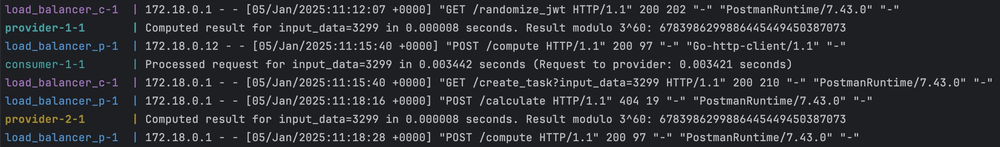 load_balancer_c-1  | 172.18.0.1 - - [05/Jan/2025:11:12:07 +0000] "GET /randomize_jwt HTTP/1.1" 200 202 "-" "PostmanRuntime/7.43.0" "-"
provider-1-1       | Computed result for input_data=3299 in 0.000008 seconds. Result modulo 3^60: 67839862998864454494503870​73
load_balancer_p-1  | 172.18.0.12 - - [05/Jan/2025:11:15:40 +0000] "POST /compute HTTP/1.1" 200 97 "-" "Go-http-client/1.1" "-"
consumer-1-1       | Processed request for input_data=3299 in 0.003442 seconds (Request to provider: 0.003421 seconds)
load_balancer_c-1  | 172.18.0.1 - - [05/Jan/2025:11:15:40 +0000] "GET /create_task?input_data=3299 HTTP/1.1" 200 210 "-" "PostmanRuntime/7.43.0" "-"
load_balancer_p-1  | 172.18.0.1 - - [05/Jan/2025:11:18:16 +0000] "POST /calculate HTTP/1.1" 404 19 "-" "PostmanRuntime/7.43.0" "-"
provider-2-1       | Computed result for input_data=3299 in 0.000008 seconds. Result modulo 3^60: 6783986299886445449450387073
load_balancer_p-1  | 172.18.0.1 - - [05/Jan/2025:11:18:28 +0000] "POST /compute HTTP/1.1" 200 97 "-" "PostmanRuntime/7.43.0" "-"